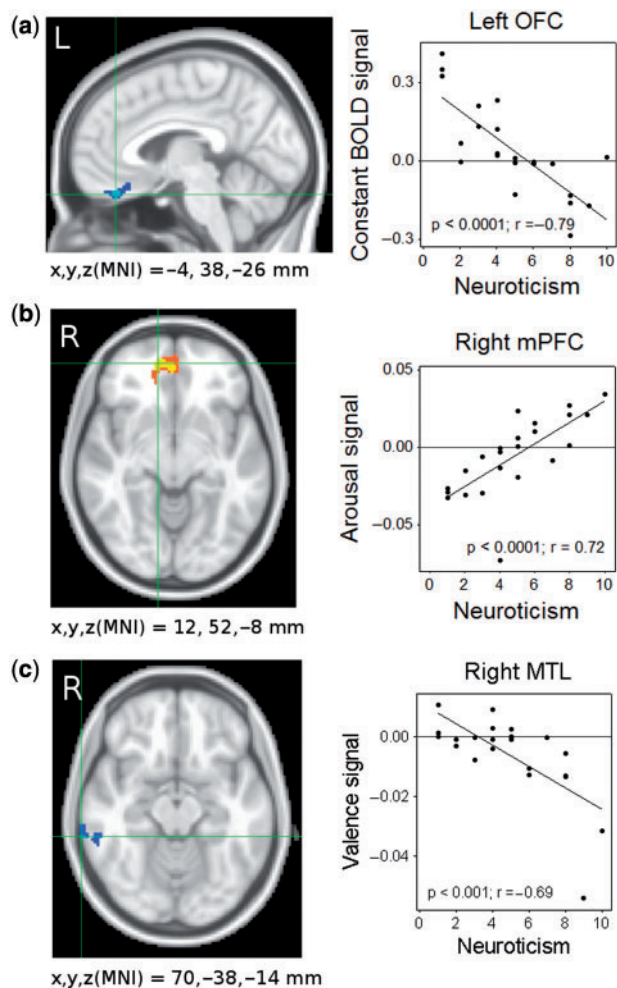 (a)
L
x,y,z(MNI) = –4, 38, –26 mm
Left OFC
Constant BOLD signal
0.3
0.0
–0.3
p < 0.0001; r =–0.79
0 2 4 6 8 10
Neuroticism
(b)
R
x,y,z(MNI) = 12, 52, –8 mm
Right mPFC
Arousal signal
0.05
0.00
–0.05
p < 0.0001; r = 0.72
0 2 4 6 8 10
Neuroticism
(c)
R
x,y,z(MNI) = 70, –38, –14 mm
Right MTL
Valence signal
0.00
–0.02
–0.04
p < 0.001; r =–0.69
0 2 4 6 8 10
Neuroticism